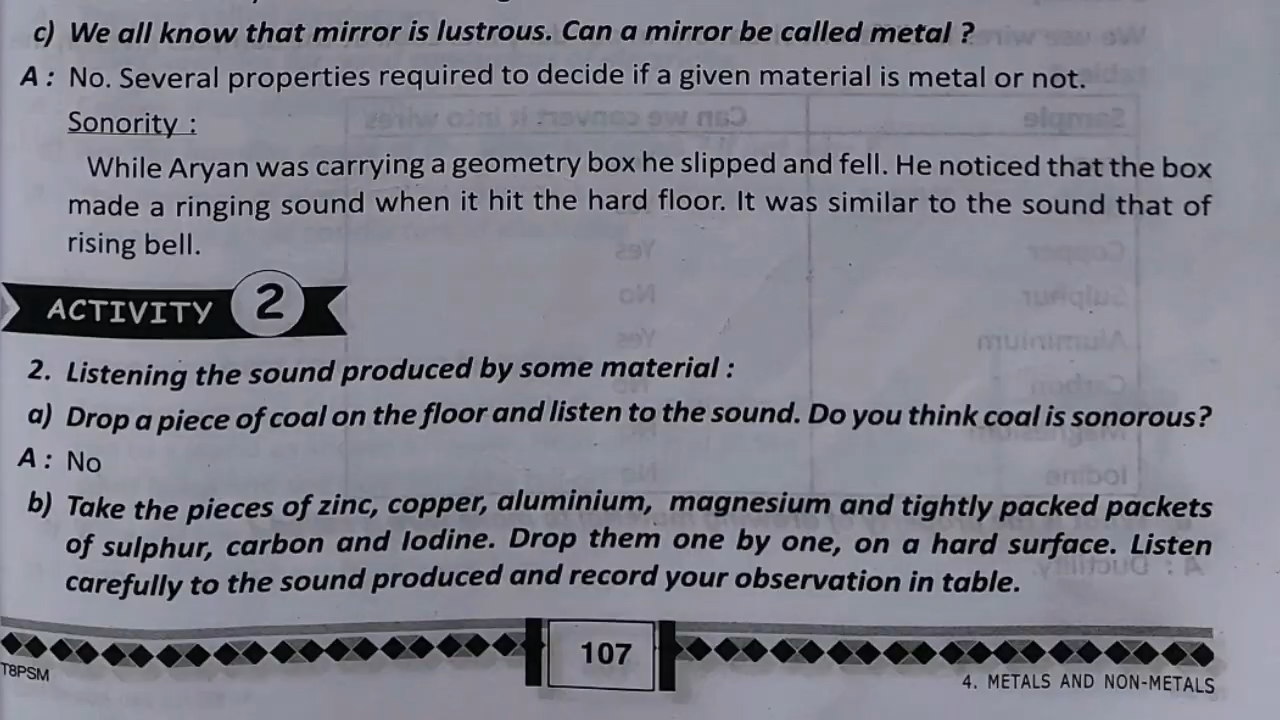 c) We all know that mirror is lustrous. Can a mirror be called metal ?
A : No. Several properties required to decide if a given material is metal or not.
Sonority :
While Aryan was carrying a geometry box he slipped and fell. He noticed that the box
made a ringing sound when it hit the hard floor. It was similar to the sound that of
rising bell.
ACTIVITY 2
2. Listening the sound produced by some material :
a) Drop a piece of coal on the floor and listen to the sound. Do you think coal is sonorous?
A : No
b) Take the pieces of zinc, copper, aluminium, magnesium and tightly packed packets
of sulphur, carbon and Iodine. Drop them one by one, on a hard surface. Listen
carefully to the sound produced and record your observation in table.
107
T8PSM
4. METALS AND NON-METALS